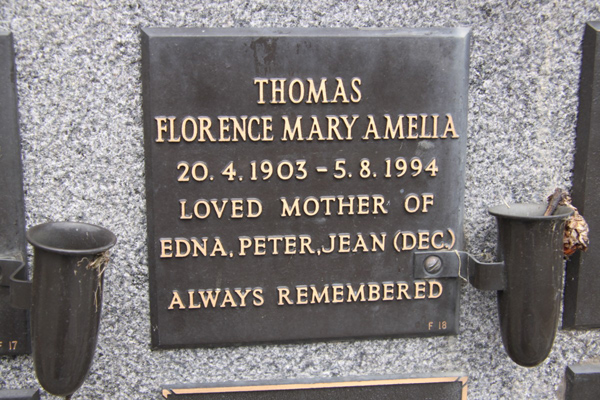 THOMAS
FLORENCE MARY AMELIA
20.4.1903 - 5.8.1994
LOVED MOTHER OF
EDNA, PETER, JEAN (DEC.)
ALWAYS REMEMBERED
F 18
F 17